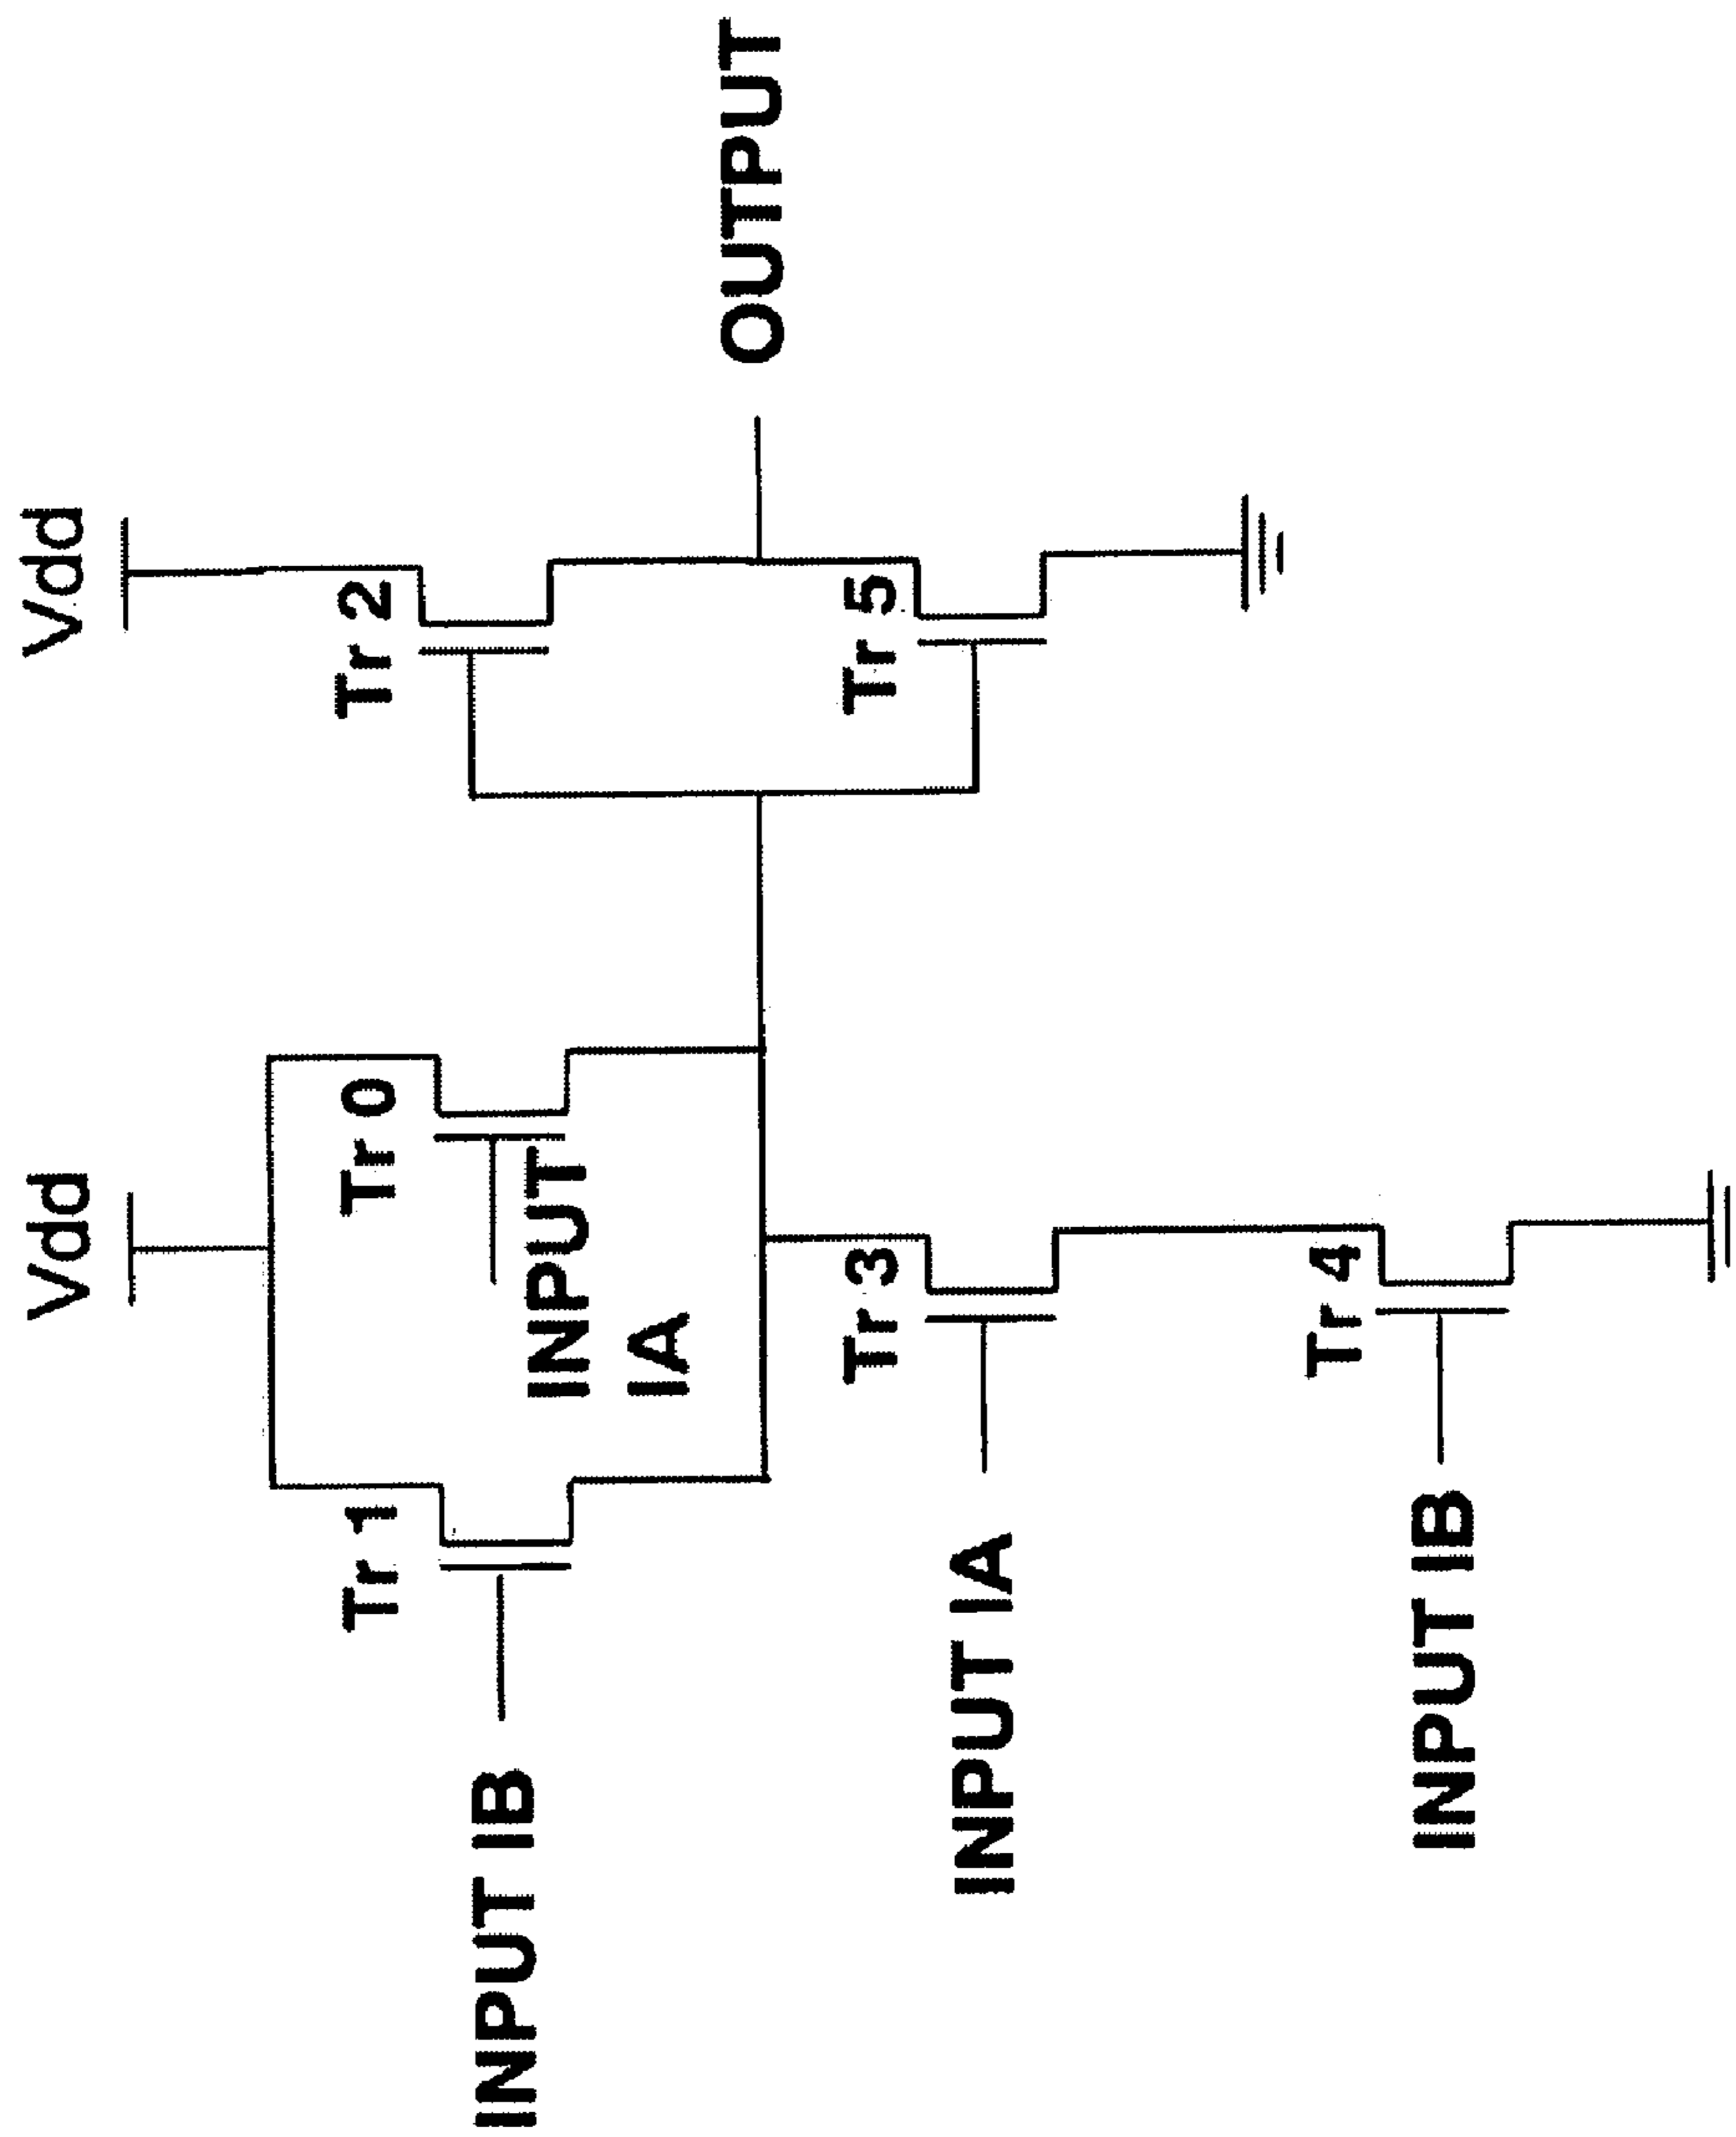 Vdd
Vdd
Tr 1
Tr 0
Tr 2
INPUT IB
INPUT
IA
OUTPUT
Tr 3
Tr 5
INPUT IA
Tr 4
INPUT IB